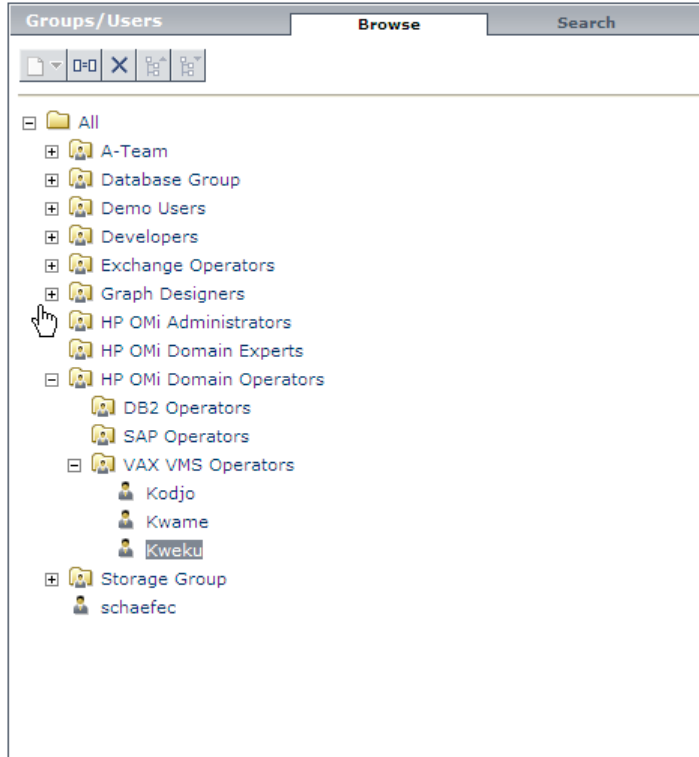 Groups/Users Browse Search
All
A-Team
Database Group
Demo Users
Developers
Exchange Operators
Graph Designers
HP OMi Administrators
HP OMi Domain Experts
HP OMi Domain Operators
DB2 Operators
SAP Operators
VAX VMS Operators
Kodjo
Kwame
Kweku
Storage Group
schaefec